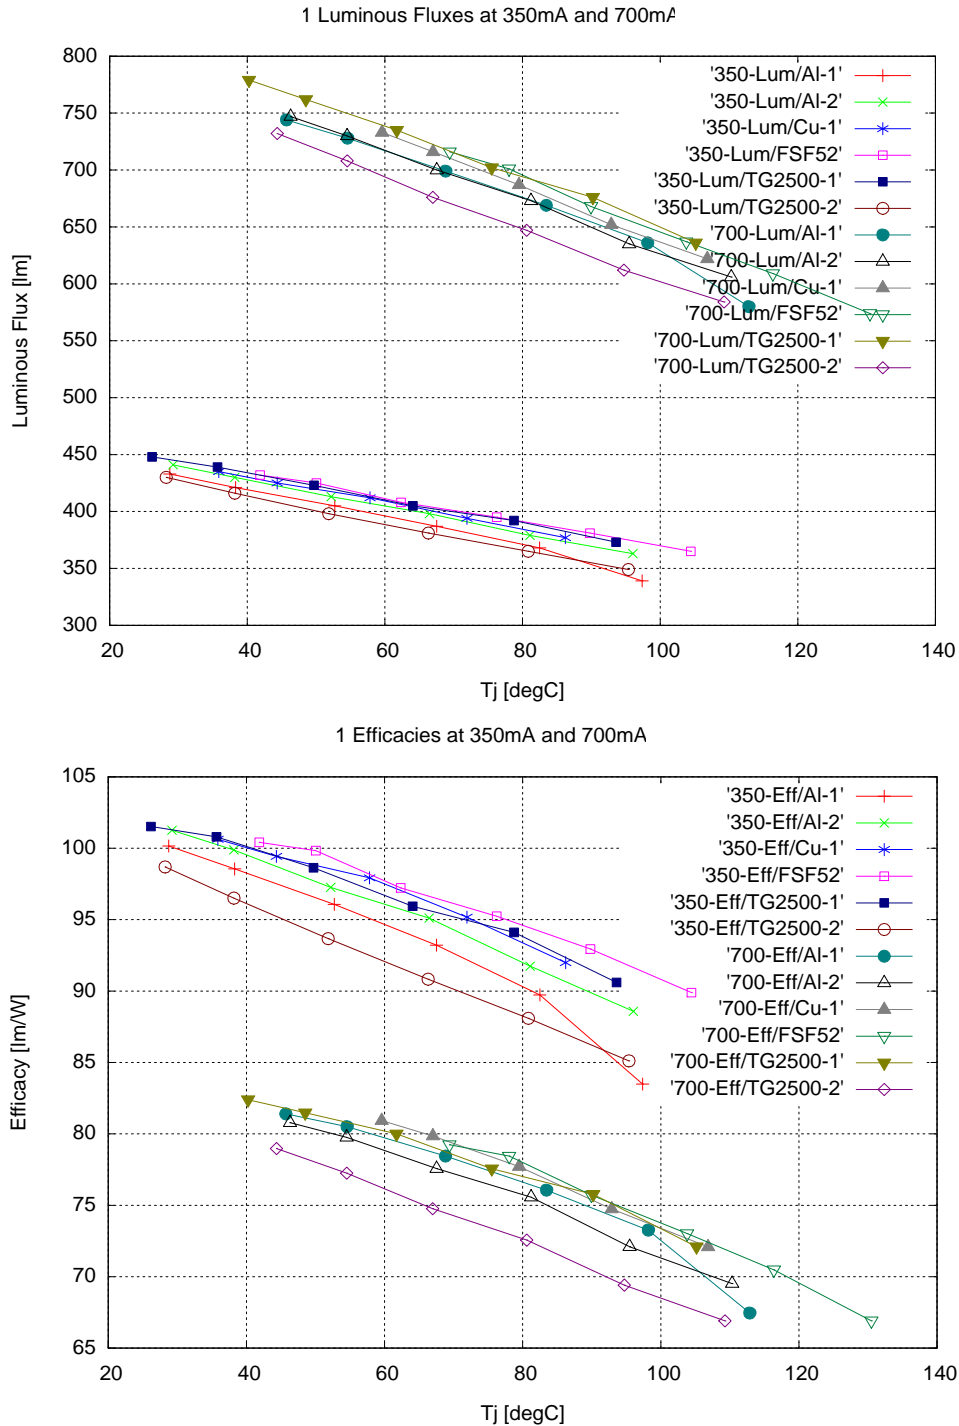 1 Luminous Fluxes at 350mA and 700mA
800
750
700
650
600
550
500
450
400
350
300
Luminous Flux [lm]
'350-Lum/Al-1'
'350-Lum/Al-2'
'350-Lum/Cu-1'
'350-Lum/FSF52'
'350-Lum/TG2500-1'
'350-Lum/TG2500-2'
'700-Lum/Al-1'
'700-Lum/Al-2'
'700-Lum/Cu-1'
'700-Lum/FSF52'
'700-Lum/TG2500-1'
'700-Lum/TG2500-2'
20 40 60 80 100 120 140
Tj [degC]
1 Efficacies at 350mA and 700mA
105
100
95
90
85
80
75
70
65
Efficacy [lm/W]
'350-Eff/Al-1'
'350-Eff/Al-2'
'350-Eff/Cu-1'
'350-Eff/FSF52'
'350-Eff/TG2500-1'
'350-Eff/TG2500-2'
'700-Eff/Al-1'
'700-Eff/Al-2'
'700-Eff/Cu-1'
'700-Eff/FSF52'
'700-Eff/TG2500-1'
'700-Eff/TG2500-2'
20 40 60 80 100 120 140
Tj [degC]